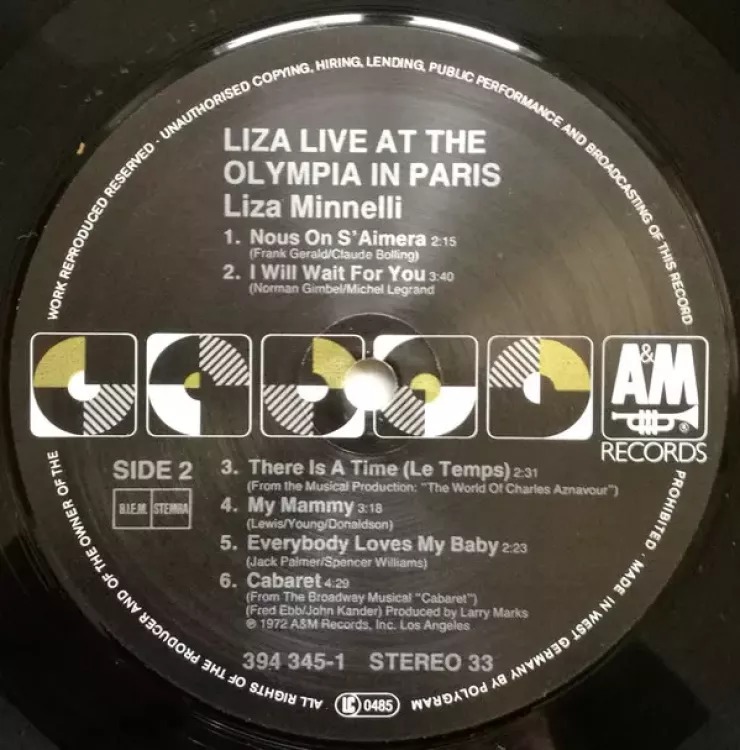 WORK REPRODUCED RESERVED · UNAUTHORISED COPYING, HIRING, LENDING, PUBLIC PERFORMANCE AND BROADCASTING OF THIS RECORD
LIZA LIVE AT THE
OLYMPIA IN PARIS
Liza Minnelli
1. Nous On S'Aimera 2:15
(Frank Gerald/Claude Bolling)
2. I Will Wait For You 3:40
(Norman Gimbel/Michel Legrand
A&M
®
RECORDS
SIDE 2
B.I.E.M. STEMRA
3. There Is A Time (Le Temps) 2:31
(From the Musical Production: "The World Of Charles Aznavour")
4. My Mammy 3:18
(Lewis/Young/Donaldson)
5. Everybody Loves My Baby 2:23
(Jack Palmer/Spencer Williams)
6. Cabaret 4:29
(From The Broadway Musical "Cabaret")
(Fred Ebb/John Kander) Produced by Larry Marks
℗ 1972 A&M Records, Inc. Los Angeles
394 345-1 STEREO 33
ALL RIGHTS OF THE PRODUCER AND OF THE OWNER OF THE
LC 0485
PROHIBITED · MADE IN WEST GERMANY BY POLYGRAM